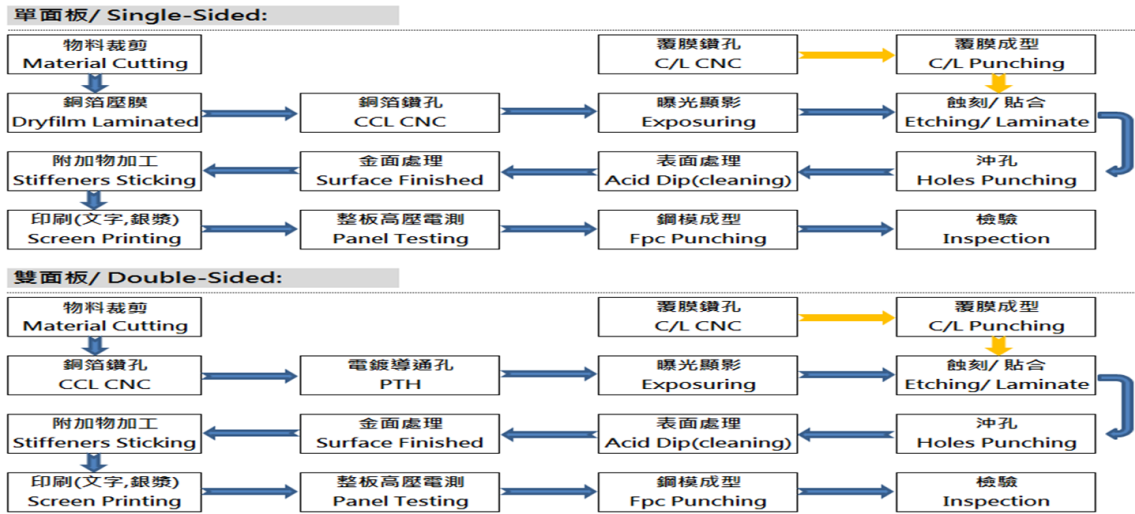 單面板/ Single-Sided:
物料裁剪
Material Cutting
覆膜鑽孔
C/L CNC
覆膜成型
C/L Punching
銅箔壓膜
Dryfilm Laminated
銅箔鑽孔
CCL CNC
曝光顯影
Exposuring
蝕刻/ 貼合
Etching/ Laminate
附加物加工
Stiffeners Sticking
金面處理
Surface Finished
表面處理
Acid Dip(cleaning)
沖孔
Holes Punching
印刷(文字,銀漿)
Screen Printing
整板高壓電測
Panel Testing
鋼模成型
Fpc Punching
檢驗
Inspection
雙面板/ Double-Sided:
物料裁剪
Material Cutting
覆膜鑽孔
C/L CNC
覆膜成型
C/L Punching
銅箔鑽孔
CCL CNC
電鍍導通孔
PTH
曝光顯影
Exposuring
蝕刻/ 貼合
Etching/ Laminate
附加物加工
Stiffeners Sticking
金面處理
Surface Finished
表面處理
Acid Dip(cleaning)
沖孔
Holes Punching
印刷(文字,銀漿)
Screen Printing
整板高壓電測
Panel Testing
鋼模成型
Fpc Punching
檢驗
Inspection